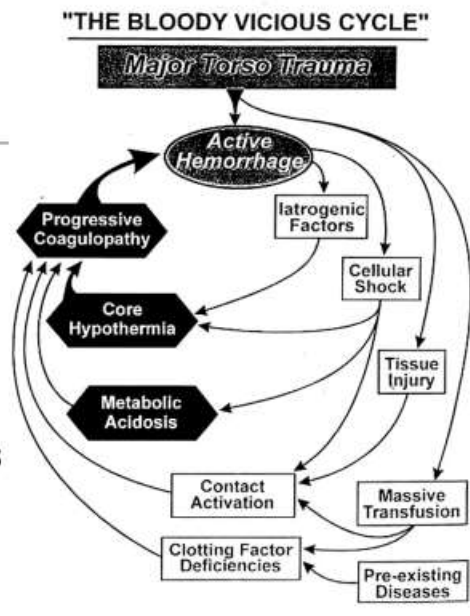 "THE BLOODY VICIOUS CYCLE"
Major Torso Trauma
Active
Hemorrhage
Iatrogenic
Factors
Progressive
Coagulopathy
Cellular
Shock
Core
Hypothermia
Tissue
Injury
Metabolic
Acidosis
Contact
Activation
Massive
Transfusion
Clotting Factor
Deficiencies
Pre-existing
Diseases